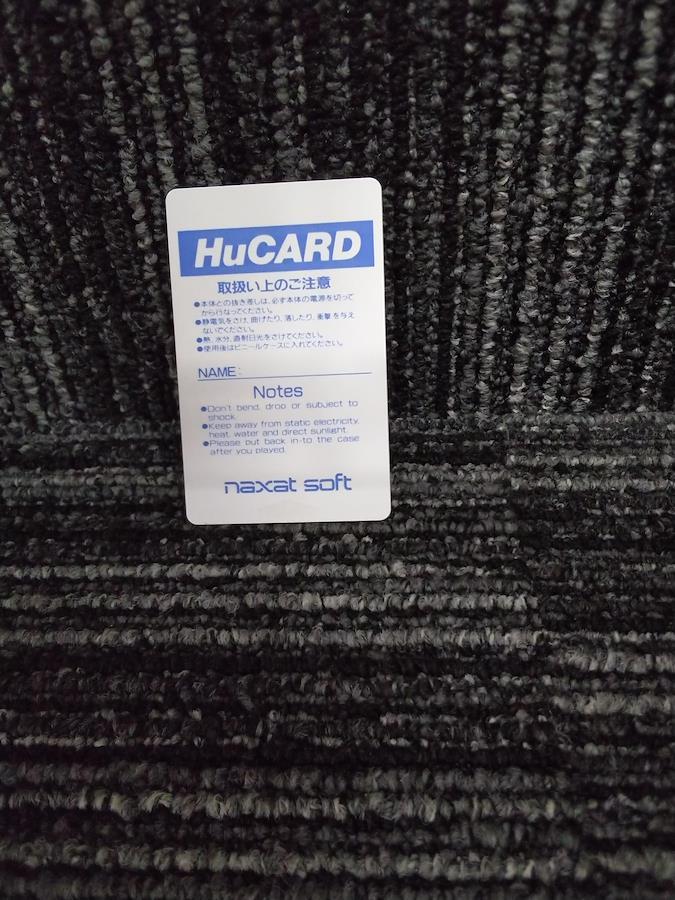 HuCARD
取扱い上のご注意
●本体との抜き差しは、必ず本体の電源を切って
からおこなってください。
●静電気をさけ、曲げたり、落したり、衝撃を与え
ないでください。
●熱、水分、直射日光をさけてください。
●使用後はビニールケースに入れてください。
NAME:
Notes
●Don't bend, drop or subject to
shock.
●Keep away from static electricity,
heat, water and direct sunlight.
●Please put back in-to the case
after you played.
naxat soft